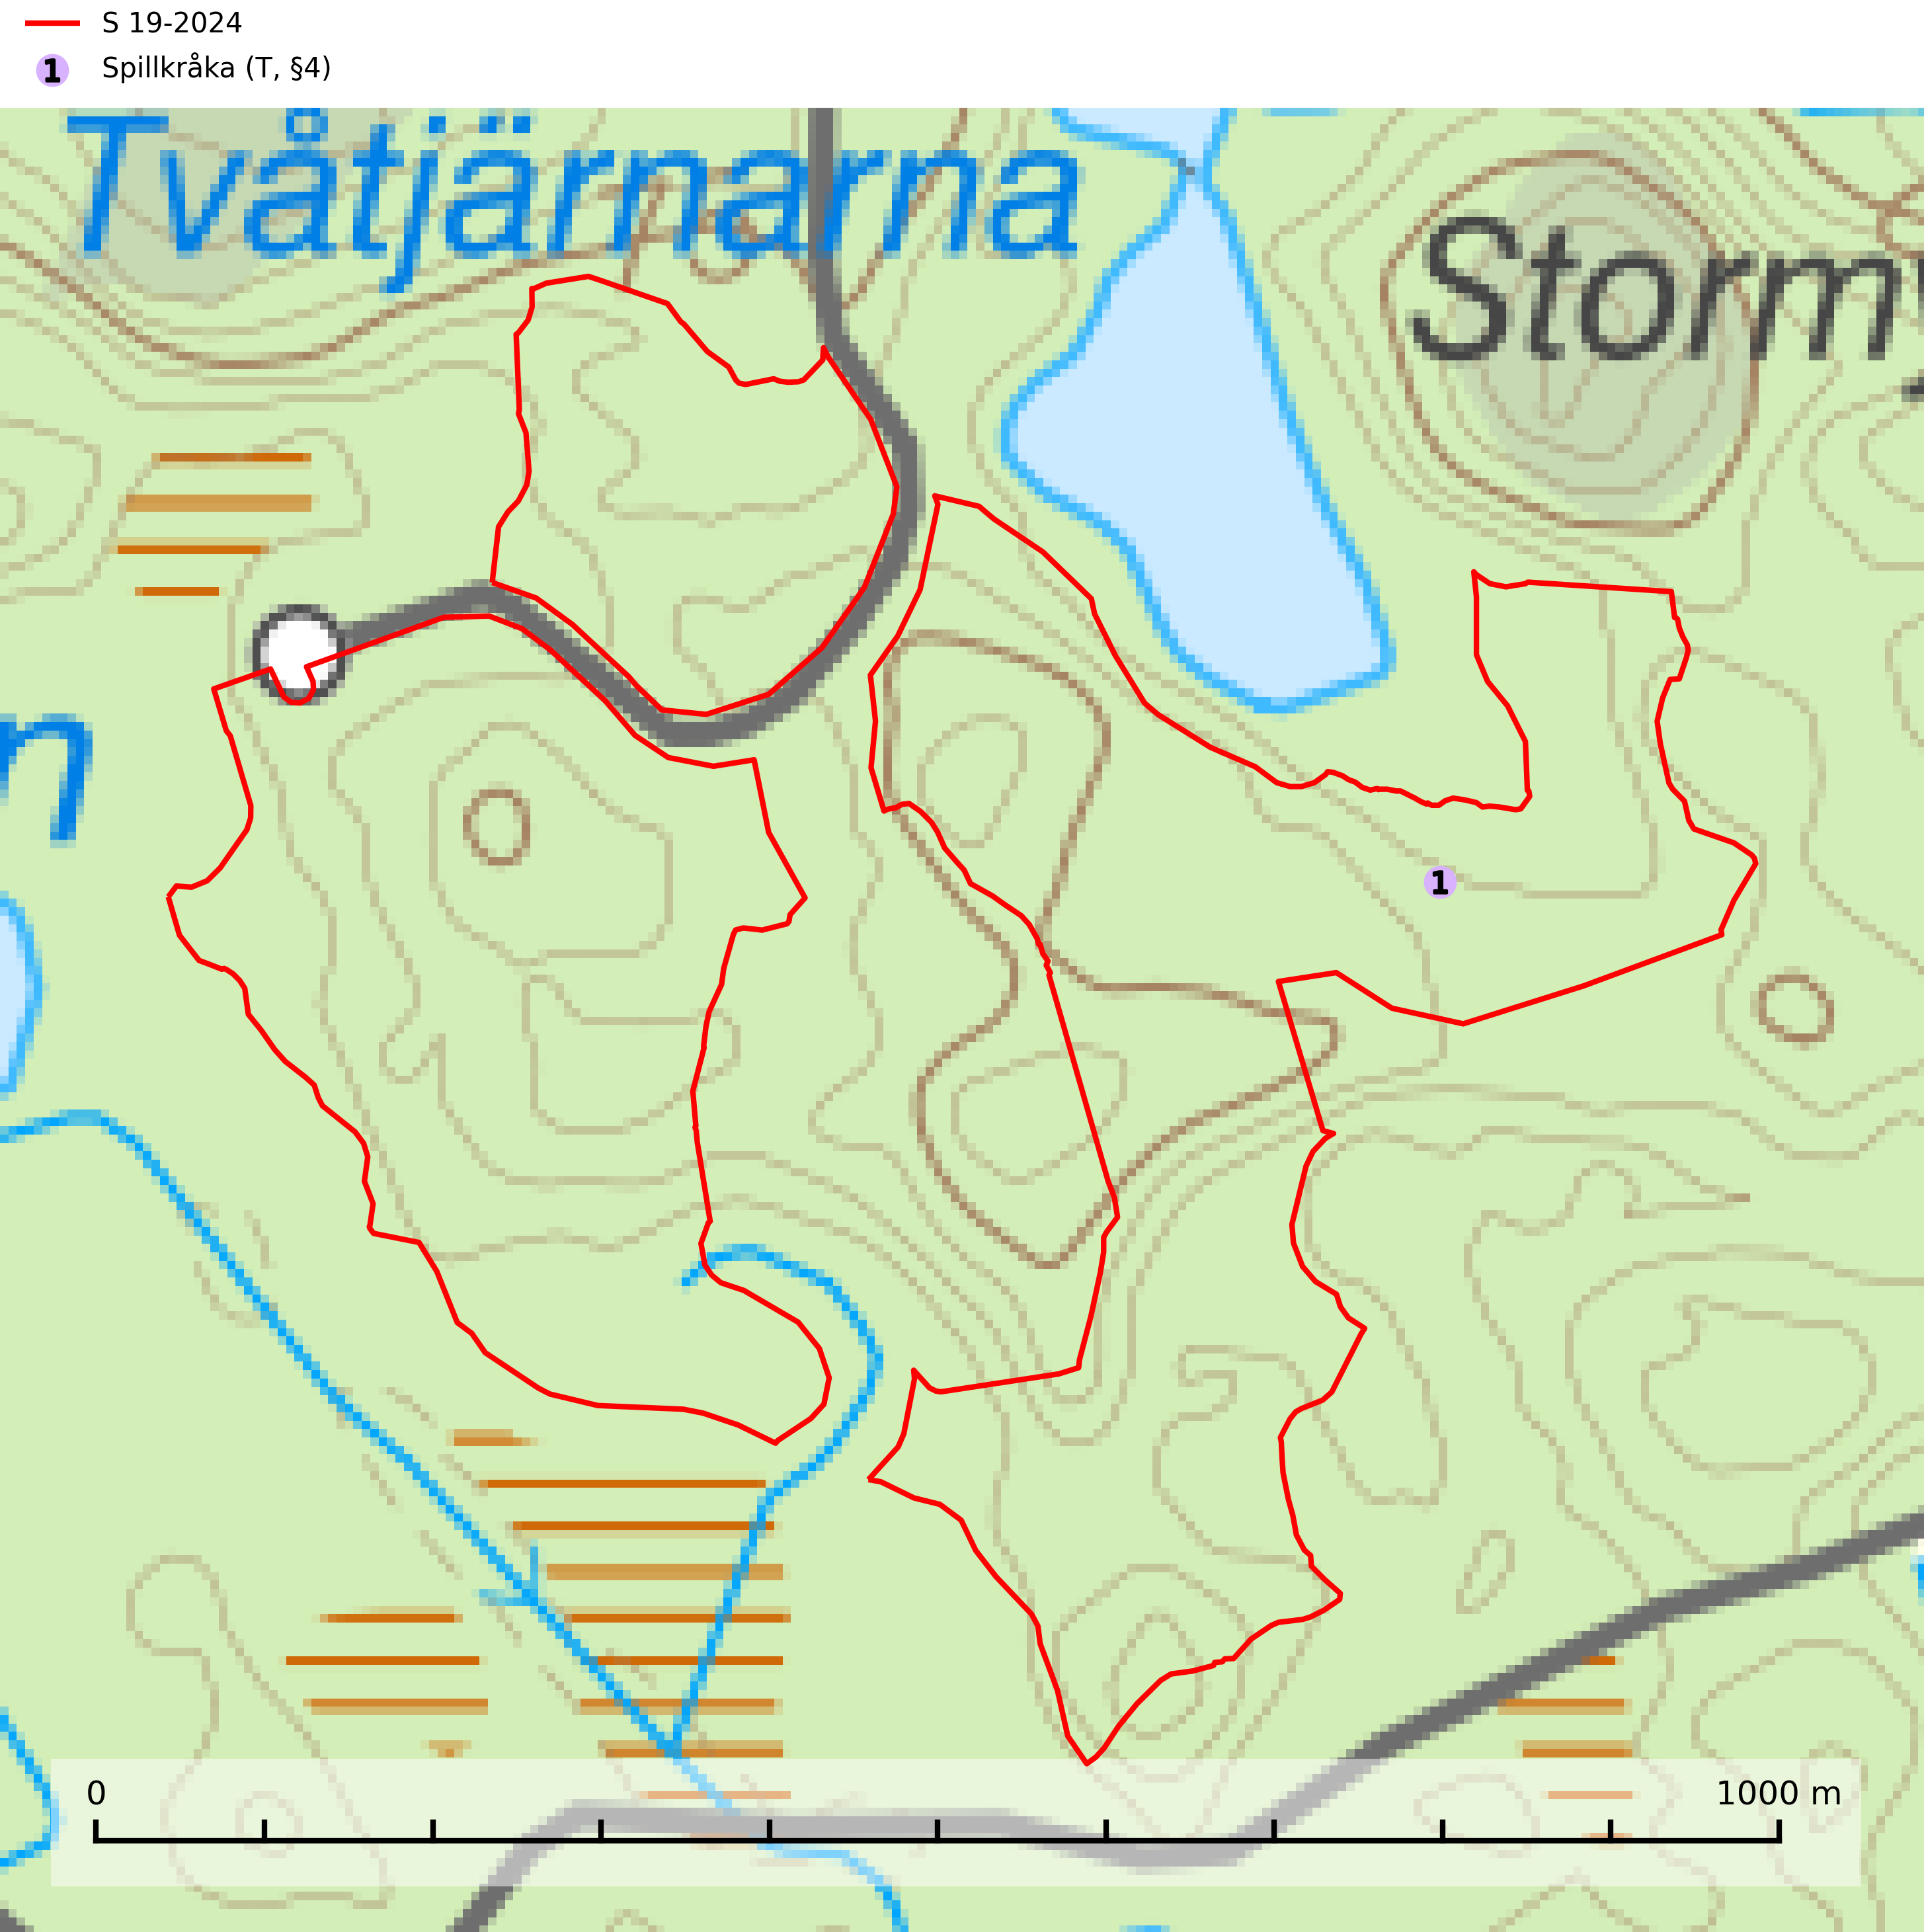 S 19-2024
1 Spillkråka (T, §4)
Tvåtjärnarna
Storm
n
1
0 1000 m